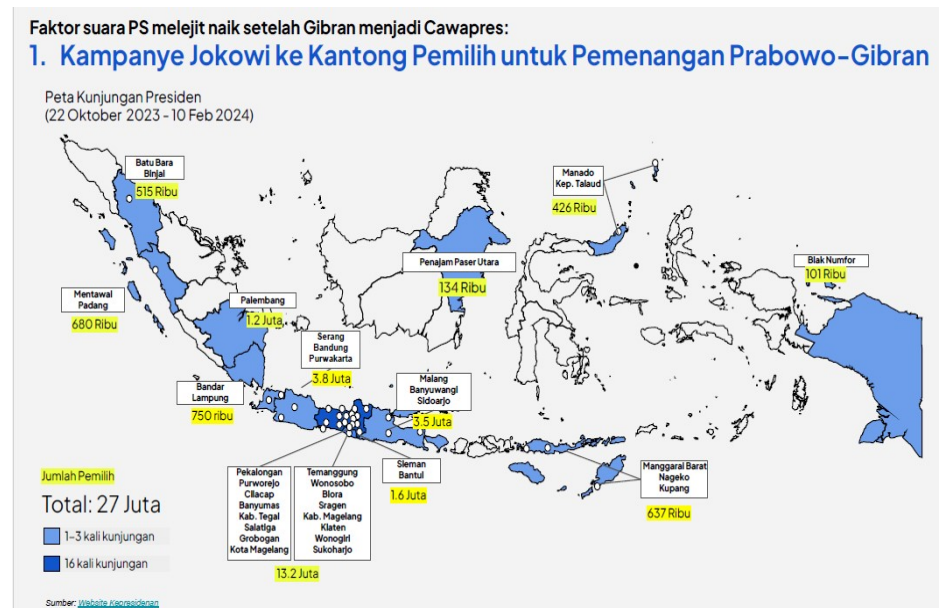 Faktor suara PS melejit naik setelah Gibran menjadi Cawapres:
1. Kampanye Jokowi ke Kantong Pemilih untuk Pemenangan Prabowo-Gibran
Peta Kunjungan Presiden
(22 Oktober 2023 - 10 Feb 2024)
Batu Bara
Binjai
515 Ribu
Manado
Kep. Talaud
426 Ribu
Penajam Paser Utara
134 Ribu
Biak Numfor
101 Ribu
Mentawai
Padang
680 Ribu
Palembang
1.2 Juta
Serang
Bandung
Purwakarta
3.8 Juta
Bandar
Lampung
750 ribu
Malang
Banyuwangi
Sidoarjo
3.5 Juta
Sleman
Bantul
1.6 Juta
Manggarai Barat
Nageko
Kupang
637 Ribu
Pekalongan
Purworejo
Cilacap
Banyumas
Kab. Tegal
Salatiga
Grobogan
Kota Magelang
Temanggung
Wonosobo
Blora
Sragen
Kab. Magelang
Klaten
Wonogiri
Sukoharjo
13.2 Juta
Jumlah Pemilih
Total: 27 Juta
1-3 kali kunjungan
16 kali kunjungan
Sumber: Website Kepresidenan